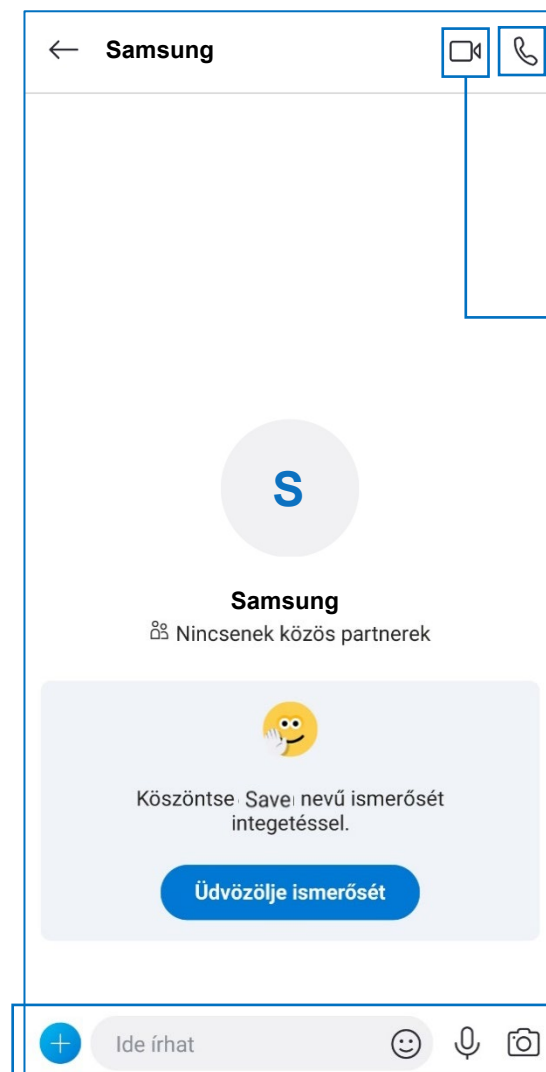 Samsung
S
Samsung
Nincsenek közös partnerek
Köszöntse Save nevű ismerősét
integetéssel.
Üdvözölje ismerősét
Ide írhat